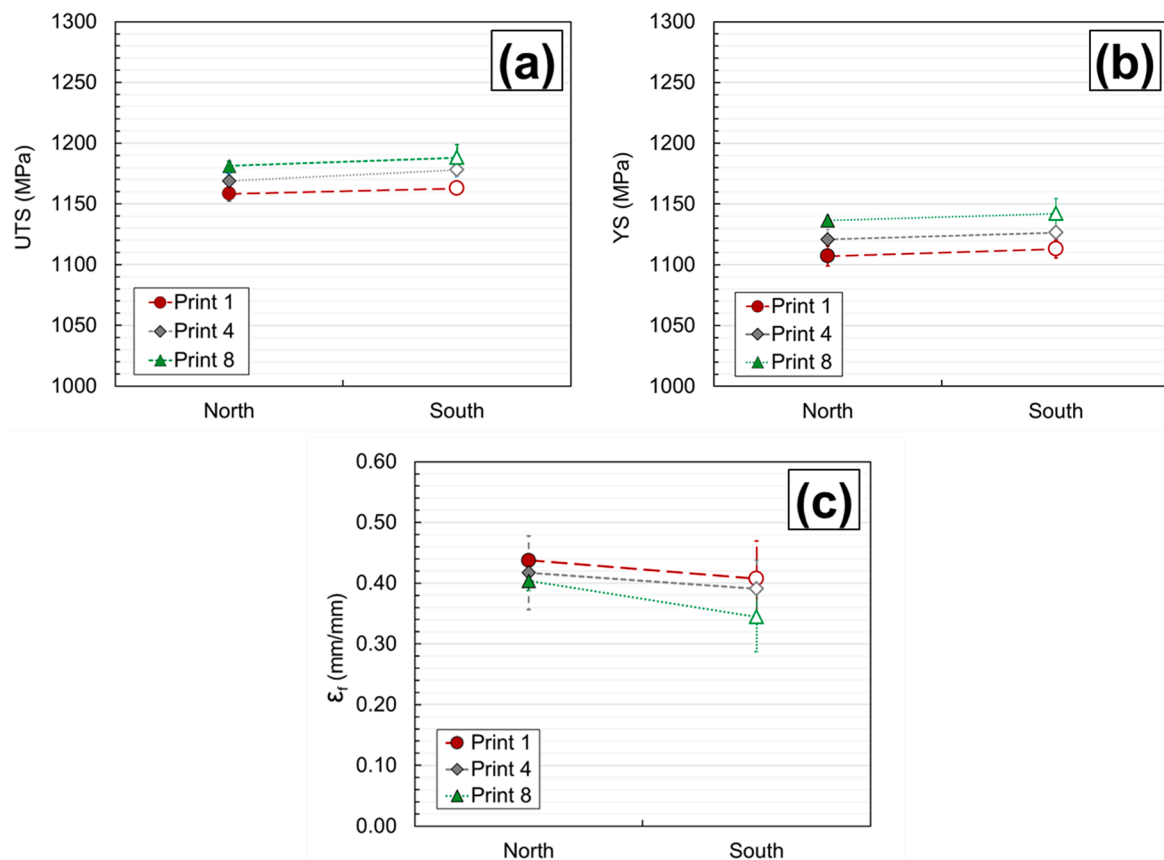 (a)
UTS (MPa)
1300
1250
1200
1150
1100
1050
1000
Print 1
Print 4
Print 8
North South
(b)
YS (MPa)
1300
1250
1200
1150
1100
1050
1000
Print 1
Print 4
Print 8
North South
(c)
εf (mm/mm)
0.60
0.50
0.40
0.30
0.20
0.10
0.00
Print 1
Print 4
Print 8
North South